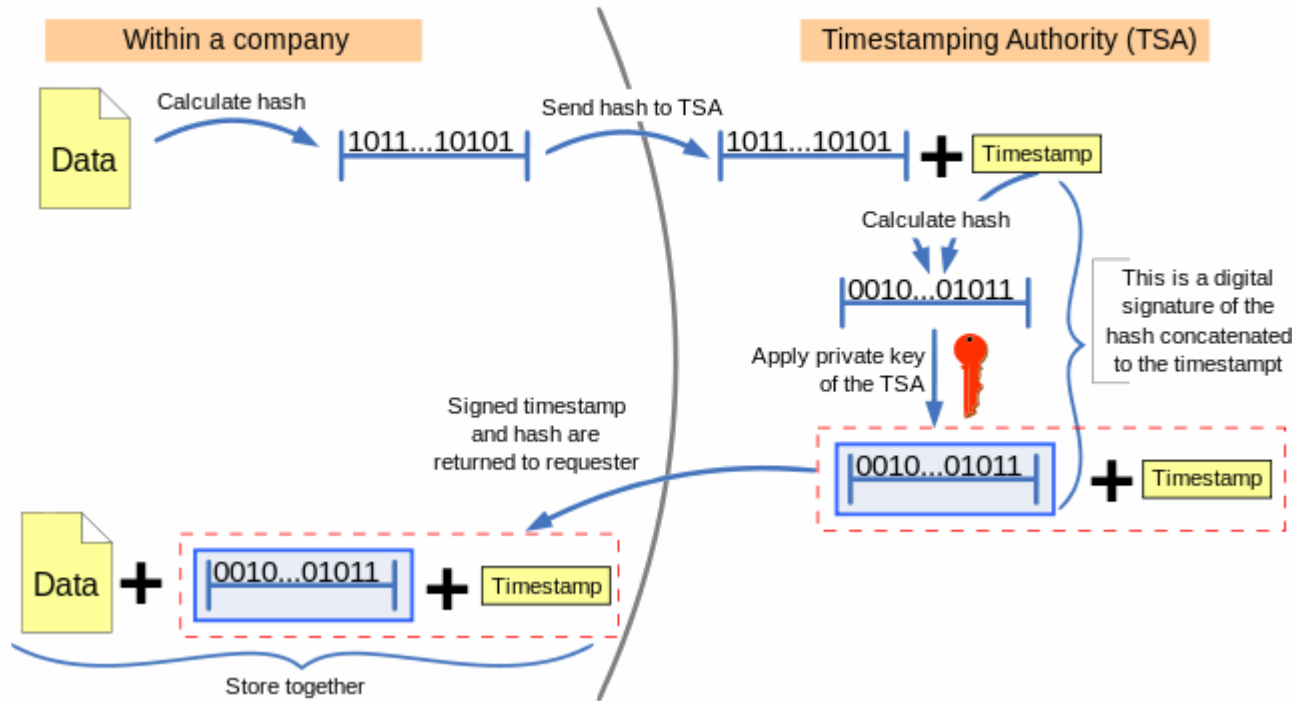 Within a company
Timestamping Authority (TSA)
Data
Calculate hash
1011...10101
Send hash to TSA
1011...10101
+
Timestamp
Calculate hash
0010...01011
This is a digital
signature of the
hash concatenated
to the timestampt
Apply private key
of the TSA
0010...01011
+
Timestamp
Signed timestamp
and hash are
returned to requester
Data
+
0010...01011
+
Timestamp
Store together